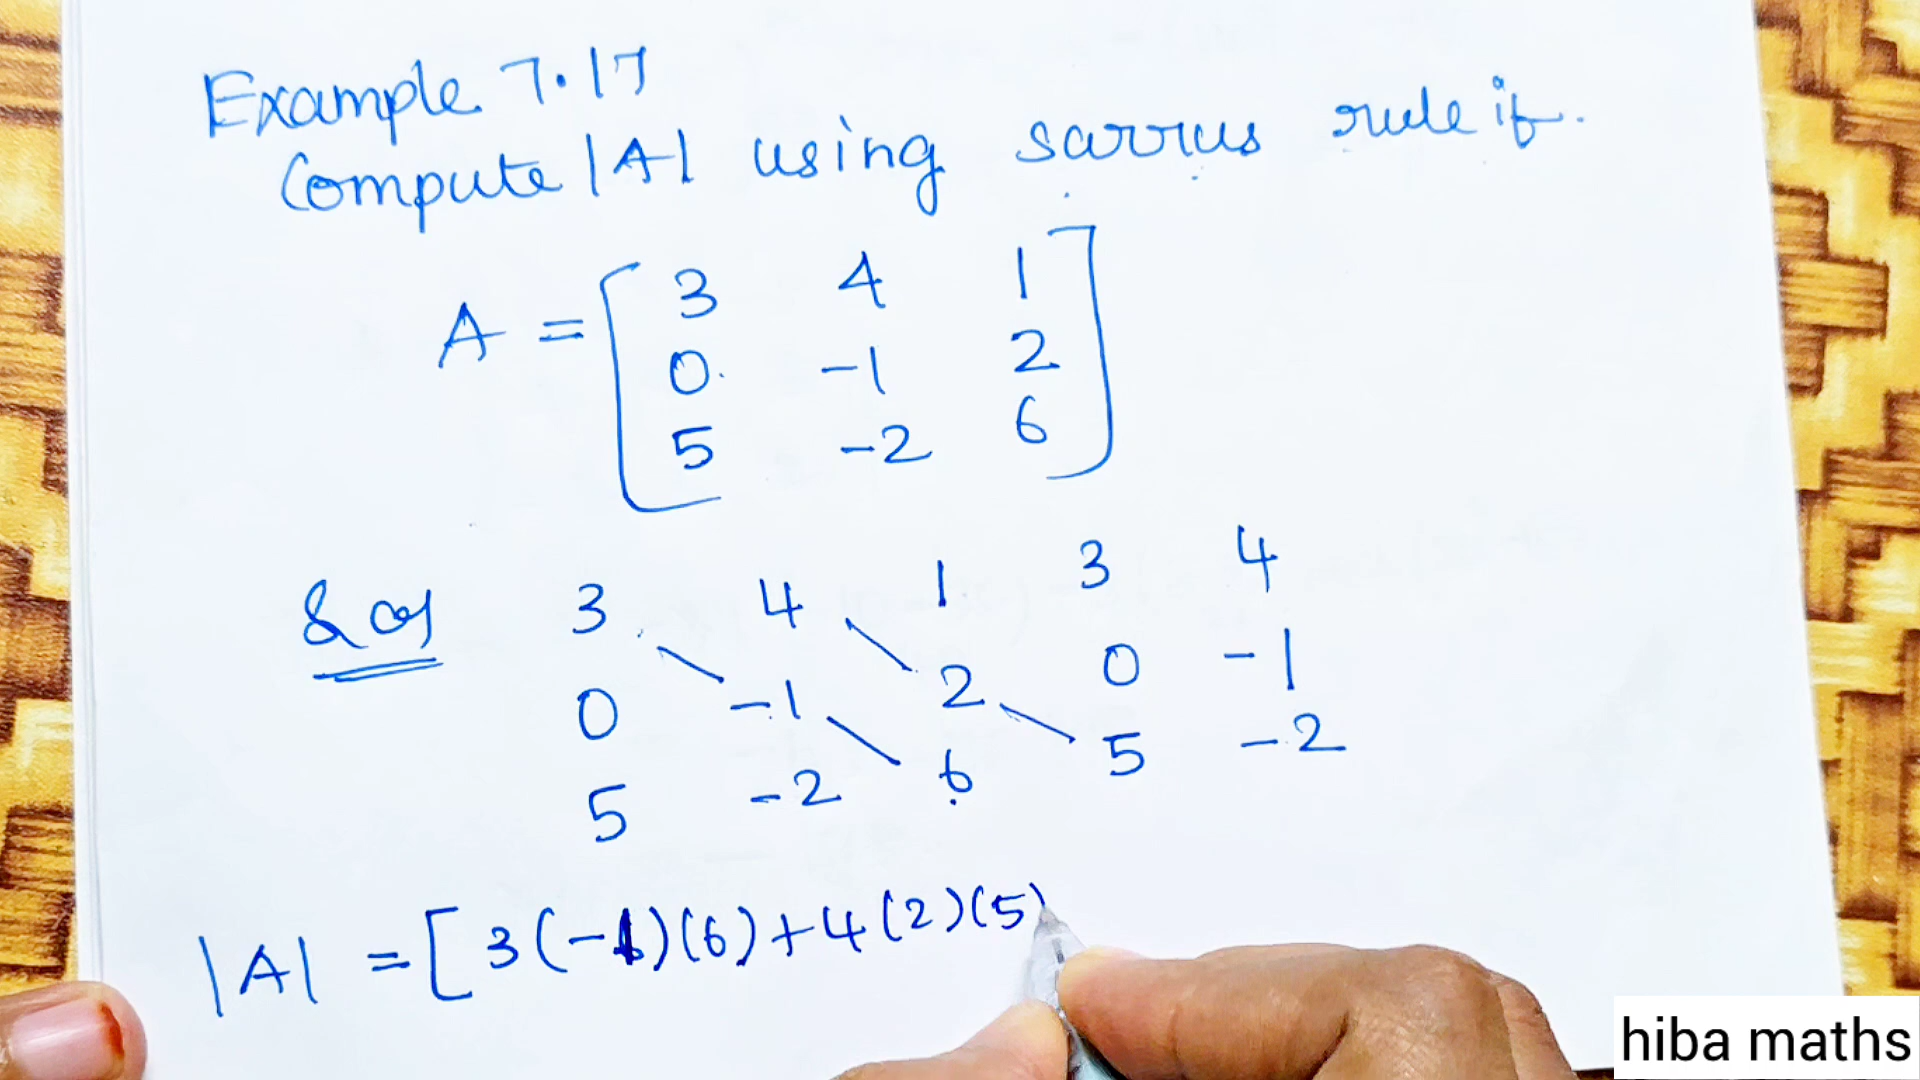 Example 7.17
Compute |A| using sarrus rule if.
A = [ 3 4 1
0 -1 2
5 -2 6 ]
Sol 3 4 1 3 4
0 -1 2 0 -1
5 -2 6 5 -2
|A| = [ 3(-1)(6)+4(2)(5)
hiba maths